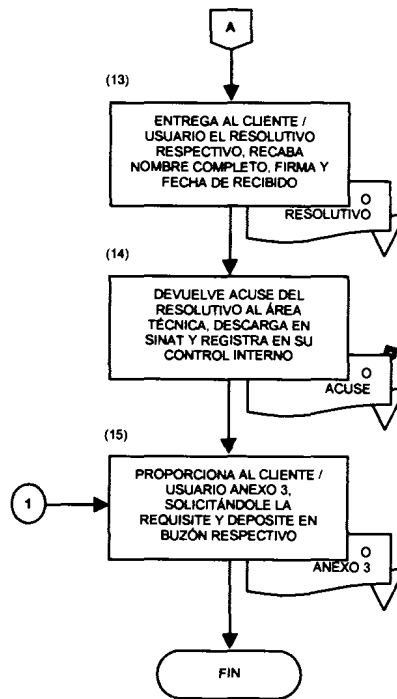 A
(13)
ENTREGA AL CLIENTE /
USUARIO EL RESOLUTIVO
RESPECTIVO, RECABA
NOMBRE COMPLETO, FIRMA Y
FECHA DE RECIBIDO
O
RESOLUTIVO
(14)
DEVUELVE ACUSE DEL
RESOLUTIVO AL ÁREA
TÉCNICA, DESCARGA EN
SINAT Y REGISTRA EN SU
CONTROL INTERNO
O
ACUSE
(15)
PROPORCIONA AL CLIENTE /
USUARIO ANEXO 3,
SOLICITÁNDOLE LA
REQUISITE Y DEPOSITE EN
BUZÓN RESPECTIVO
1
O
ANEXO 3
FIN